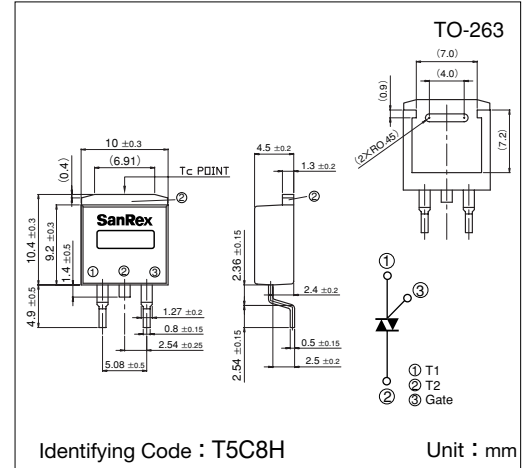 TO-263
(7.0)
(4.0)
(0.9)
(2XR0.45)
(7.2)
10 ±0.3
(6.91)
(0.4)
Tc POINT
②
4.5 ±0.2
1.3 ±0.2
②
SanRex
10.4 ±0.3
9.2 ±0.3
1.4 ±0.5
4.9 ±0.5
① ② ③
1.27 ±0.2
0.8 ±0.15
2.54 ±0.25
5.08 ±0.5
2.36 ±0.15
2.54 ±0.15
2.4 ±0.2
0.5 ±0.15
2.5 ±0.2
①
③
②
① T1
② T2
③ Gate
Identifying Code：T5C8H
Unit：mm